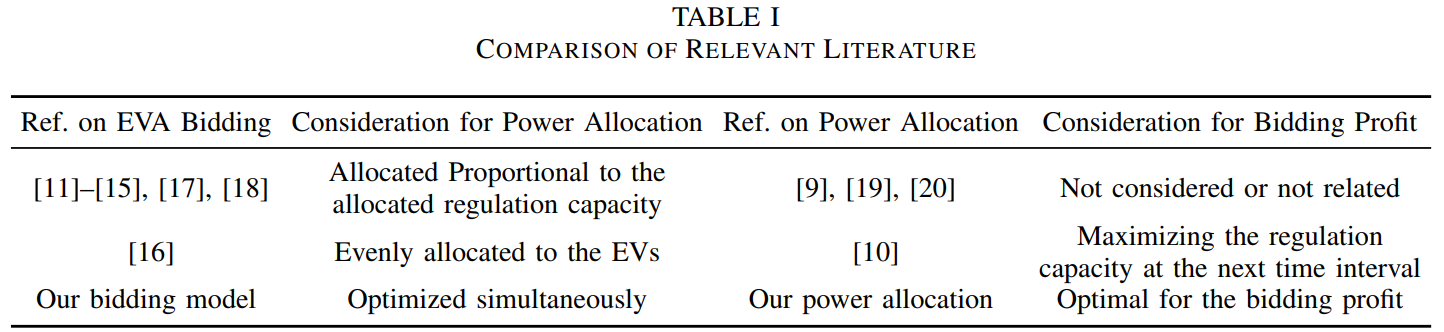 TABLE I
COMPARISON OF RELEVANT LITERATURE
Ref. on EVA Bidding Consideration for Power Allocation Ref. on Power Allocation Consideration for Bidding Profit
[11]–[15], [17], [18] Allocated Proportional to the allocated regulation capacity [9], [19], [20] Not considered or not related
[16] Evenly allocated to the EVs [10] Maximizing the regulation capacity at the next time interval
Our bidding model Optimized simultaneously Our power allocation Optimal for the bidding profit